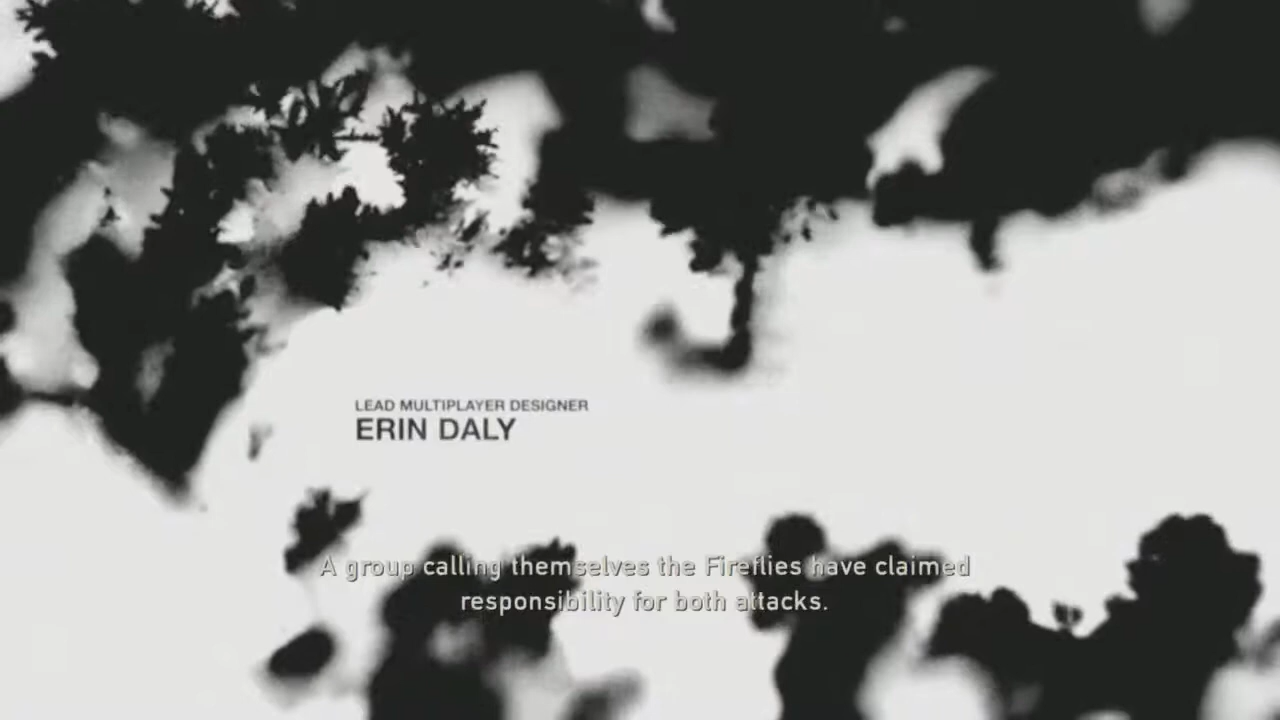 LEAD MULTIPLAYER DESIGNER
ERIN DALY
A group calling themselves the Fireflies have claimed
responsibility for both attacks.